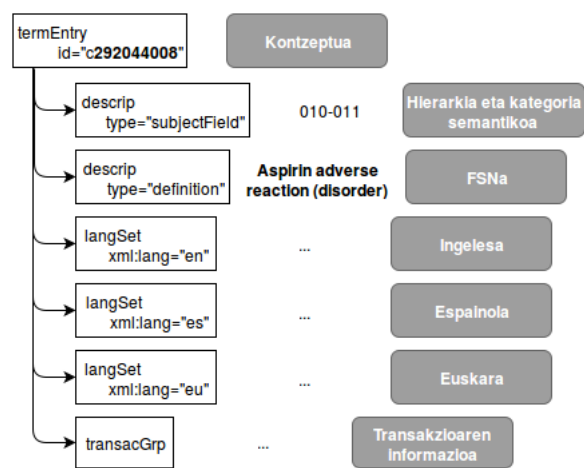 termEntry
id="c292044008"
Kontzeptua
descrip
type="subjectField"
010-011
Hierarkia eta kategoria
semantikoa
descrip
type="definition"
Aspirin adverse
reaction (disorder)
FSNa
langSet
xml:lang="en"
...
Ingelesa
langSet
xml:lang="es"
...
Espainola
langSet
xml:lang="eu"
...
Euskara
transacGrp
...
Transakzioaren
informazioa